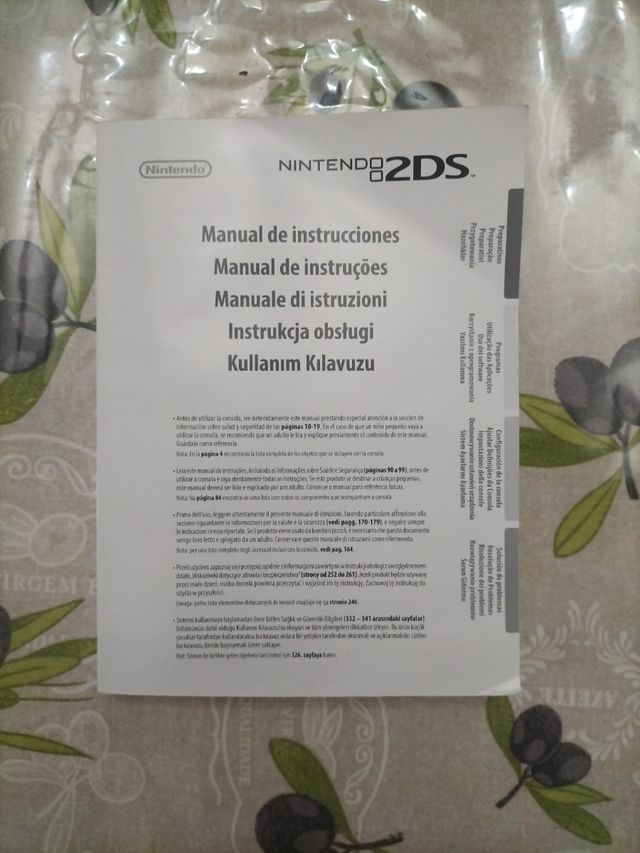 Nintendo
NINTENDO 2DS™
Manual de instrucciones
Manual de instruções
Manuale di istruzioni
Instrukcja obsługi
Kullanım Kılavuzu
• Antes de utilizar la consola, lee detenidamente este manual prestando especial atención a la sección de
información sobre salud y seguridad de las páginas 10-19. En el caso de que un niño pequeño vaya a
utilizar la consola, se recomienda que un adulto le lea y explique previamente el contenido de este manual.
Guárdalo como referencia.
Nota: En la página 4 encontrarás la lista completa de los objetos que se incluyen con la consola.
• Leia este manual de instruções, incluindo as Informações sobre Saúde e Segurança (páginas 90 a 99), antes de
utilizar a consola e siga atentamente todas as instruções. Se este produto se destinar a crianças pequenas,
este manual deverá ser lido e explicado por um adulto. Conserve o manual para referência futura.
Nota: Na página 84 encontra-se uma lista com todos os componentes que acompanham a consola.
• Prima dell'uso, leggere attentamente il presente manuale di istruzioni, facendo particolare attenzione alla
sezione riguardante le informazioni per la salute e la sicurezza (vedi pagg. 170-179), e seguire sempre
le indicazioni in esso riportate. Se il prodotto viene usato da bambini piccoli, è necessario che questo documento
venga loro letto e spiegato da un adulto. Conservare questo manuale di istruzioni come riferimento.
Nota: per una lista completa degli accessori inclusi con la console, vedi pag. 164.
• Przed użyciem zapoznaj się i postępuj zgodnie z informacjami zawartymi w Instrukcji obsługi z uwzględnieniem
działu „Wskazówki dotyczące zdrowia i bezpieczeństwa” (strony od 252 do 261). Jeżeli produkt będzie używany
przez małe dzieci, osoba dorosła powinna przeczytać i wyjaśnić im tę instrukcję. Zachowaj tę instrukcję do
użycia w przyszłości.
Uwaga: pełna lista elementów dołączonych do konsoli znajduje się na stronie 246.
• Sistemi kullanmaya başlamadan önce lütfen Sağlık ve Güvenlik Bilgileri (332 – 341 arasındaki sayfalar)
bölümünün dahil olduğu Kullanım Kılavuzu'nu okuyun ve tüm yönergeleri dikkatlice izleyin. Bu ürün küçük
çocuklar tarafından kullanılacaksa bu kılavuz onlara bir yetişkin tarafından okunmalı ve açıklanmalıdır. Lütfen
bu kılavuzu ileride başvurmak üzere saklayın.
Not: Sistem ile birlikte gelen öğelerin tam listesi için 326. sayfaya bakın.
Preparativos
Preparação
Preparativi
Przygotowania
Hazırlıklar
Programas
Utilização das Aplicações
Uso dei software
Korzystanie z oprogramowania
Yazılımı Kullanma
Configuración de la consola
Ajustar Definições da Consola
Impostazioni della console
Dostosowywanie ustawień urządzenia
Sistem Ayarlarını Ayarlama
Solución de problemas
Resolução de Problemas
Risoluzione dei problemi
Rozwiązywanie problemów
Sorun Giderme
AZEITE